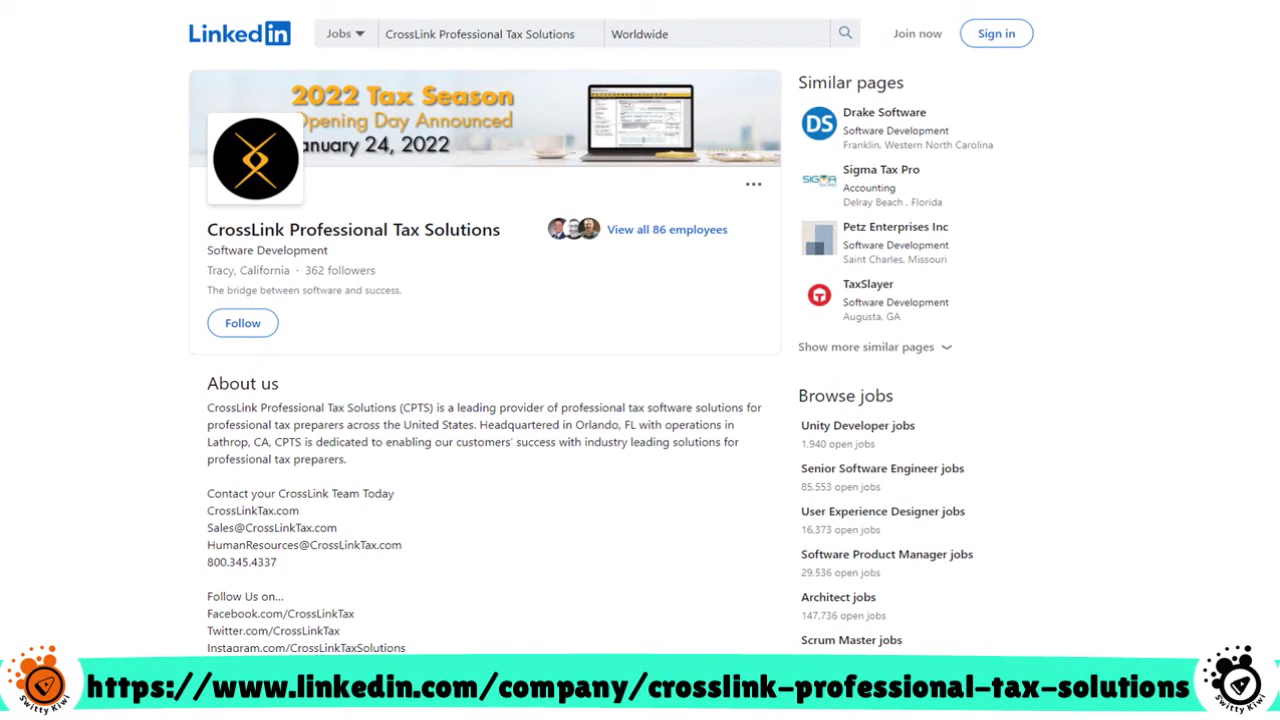 Linked in
Jobs
CrossLink Professional Tax Solutions
Worldwide
Join now
Sign in
2022 Tax Season
Opening Day Announced
anuary 24, 2022
CrossLink Professional Tax Solutions
View all 86 employees
Software Development
Tracy, California · 362 followers
The bridge between software and success.
Follow
About us
CrossLink Professional Tax Solutions (CPTS) is a leading provider of professional tax software solutions for
professional tax preparers across the United States. Headquartered in Orlando, FL with operations in
Lathrop, CA, CPTS is dedicated to enabling our customers' success with industry leading solutions for
professional tax preparers.
Contact your CrossLink Team Today
CrossLinkTax.com
Sales@CrossLinkTax.com
HumanResources@CrossLinkTax.com
800.345.4337
Follow Us on...
Facebook.com/CrossLinkTax
Twitter.com/CrossLinkTax
Instagram.com/CrossLinkTaxSolutions
Similar pages
DS
Drake Software
Software Development
Franklin, Western North Carolina
SIGMA
Sigma Tax Pro
Accounting
Delray Beach , Florida
Petz Enterprises Inc
Software Development
Saint Charles, Missouri
TaxSlayer
Software Development
Augusta, GA
Show more similar pages
Browse jobs
Unity Developer jobs
1.940 open jobs
Senior Software Engineer jobs
85.553 open jobs
User Experience Designer jobs
16.373 open jobs
Software Product Manager jobs
29.536 open jobs
Architect jobs
147.736 open jobs
Scrum Master jobs
Switty Kiwi
https://www.linkedin.com/company/crosslink-professional-tax-solutions
Switty Kiwi